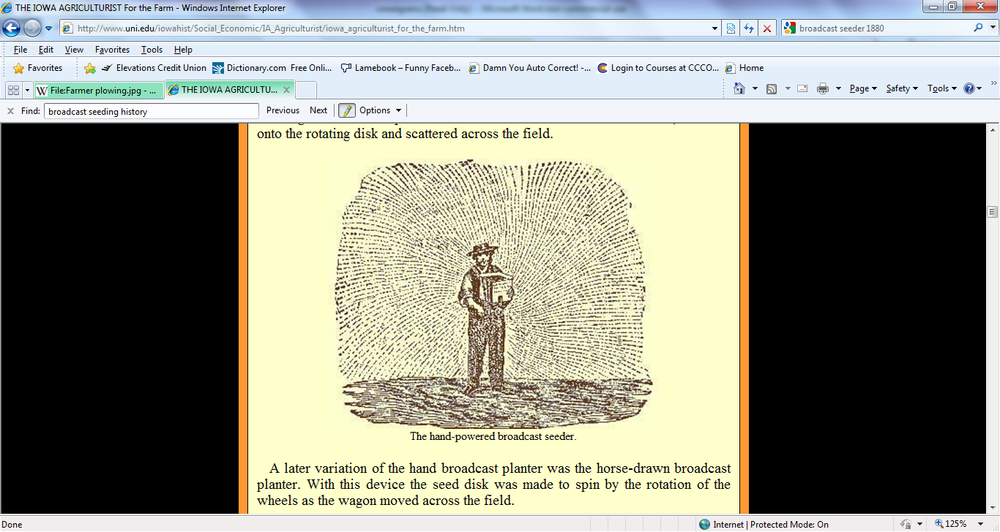 THE IOWA AGRICULTURIST For the Farm - Windows Internet Explorer
http://www.uni.edu/iowahist/Social_Economic/IA_Agriculturist/iowa_agriculturist_for_the_farm.htm
broadcast seeder 1880
File Edit View Favorites Tools Help
Favorites Elevations Credit Union Dictionary.com Free Onli... Lamebook – Funny Faceb... Damn You Auto Correct! -... Login to Courses at CCCO... Home
W File:Farmer plowing.jpg - ... THE IOWA AGRICULTU... Page Safety Tools
x Find: broadcast seeding history Previous Next Options
onto the rotating disk and scattered across the field.
The hand-powered broadcast seeder.
A later variation of the hand broadcast planter was the horse-drawn broadcast
planter. With this device the seed disk was made to spin by the rotation of the
wheels as the wagon moved across the field.
Done Internet | Protected Mode: On 125%